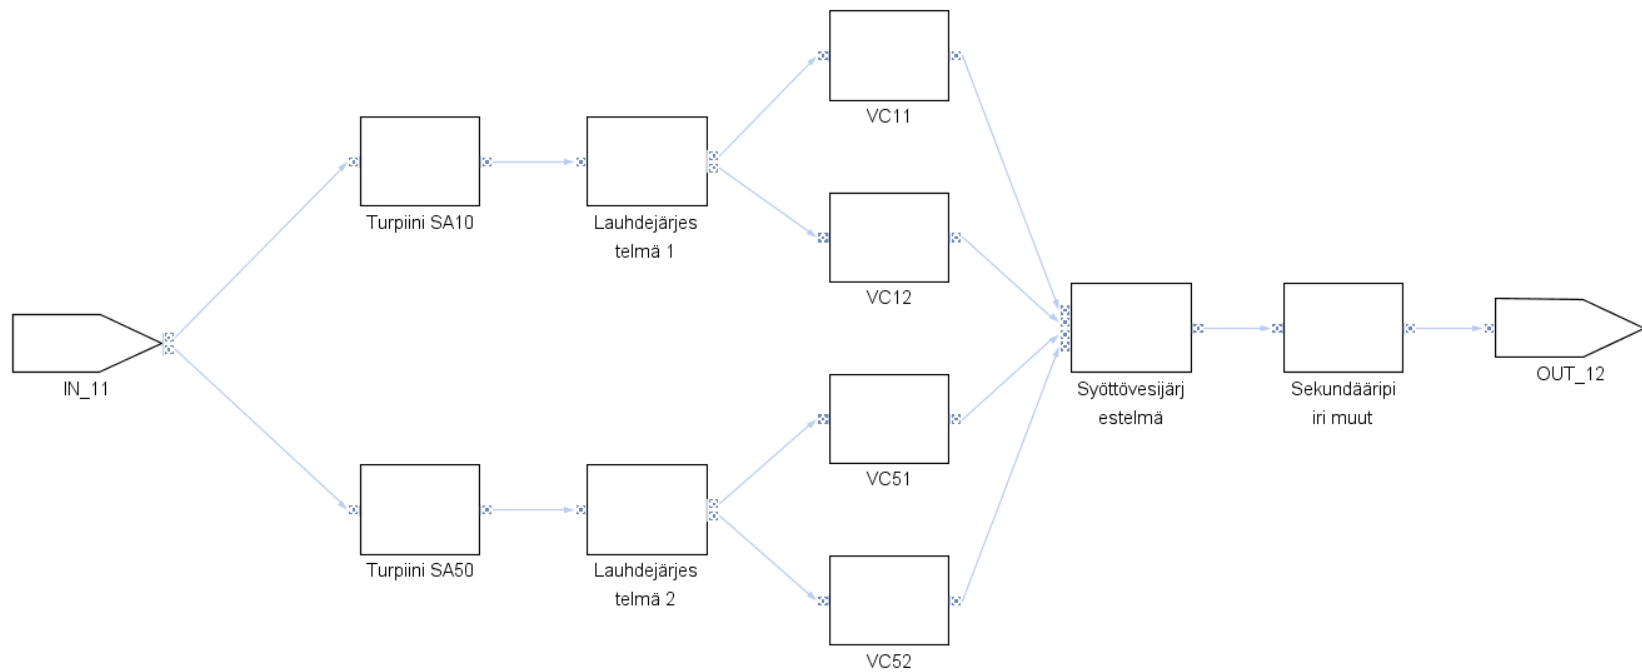 VC11
Turpiini SA10
Lauhdejärjes
telmä 1
VC12
IN_11
Syöttövesijärj
estelmä
Sekundääripi
iri muut
OUT_12
VC51
Turpiini SA50
Lauhdejärjes
telmä 2
VC52